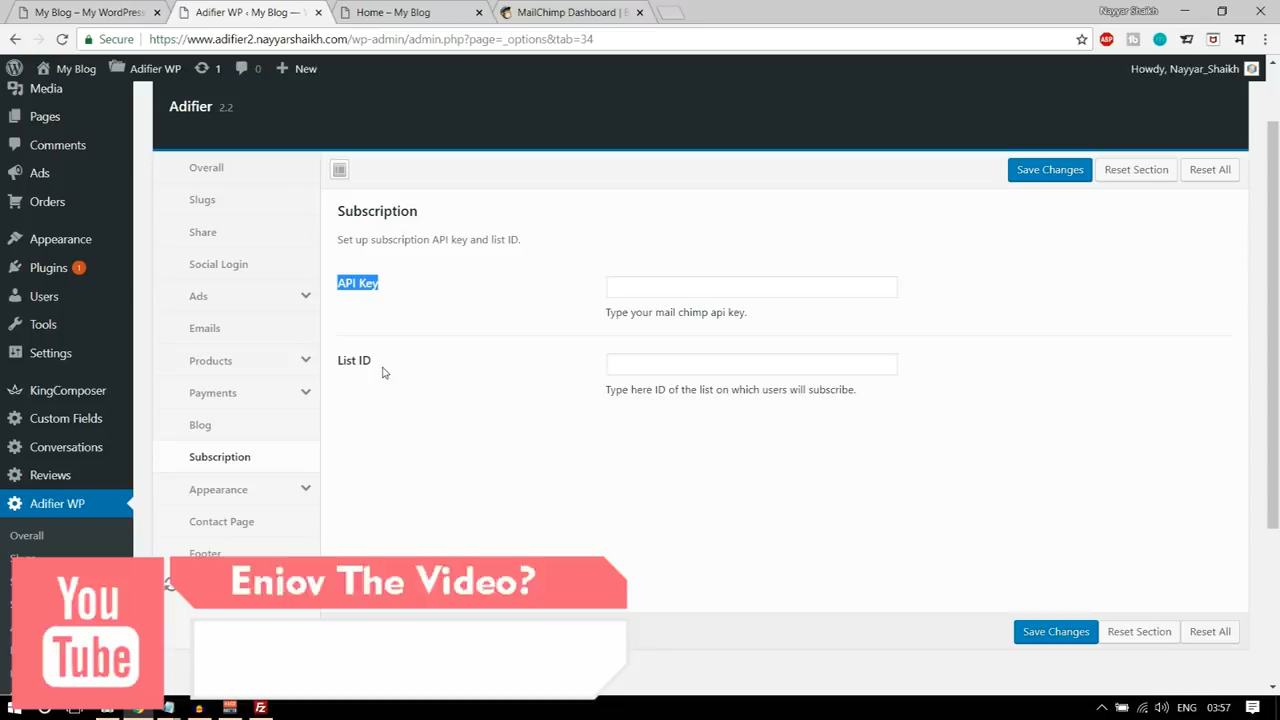 My Blog – My WordPress
Adifier WP ‹ My Blog —
Home – My Blog
MailChimp Dashboard | B
Nayyar Shaikh
Secure
https://www.adifier2.nayyarshaikh.com/wp-admin/admin.php?page=_options&tab=34
ABP
My Blog
Adifier WP
1
0
New
Howdy, Nayyar_Shaikh
Media
Pages
Comments
Ads
Orders
Appearance
Plugins 1
Users
Tools
Settings
KingComposer
Custom Fields
Conversations
Reviews
Adifier WP
Overall
Adifier 2.2
Overall
Slugs
Share
Social Login
Ads
Emails
Products
Payments
Blog
Subscription
Appearance
Contact Page
Footer
Save Changes
Reset Section
Reset All
Subscription
Set up subscription API key and list ID.
API Key
Type your mail chimp api key.
List ID
Type here ID of the list on which users will subscribe.
Save Changes
Reset Section
Reset All
You
Tube
Enjoy The Video?
ENG
03:57